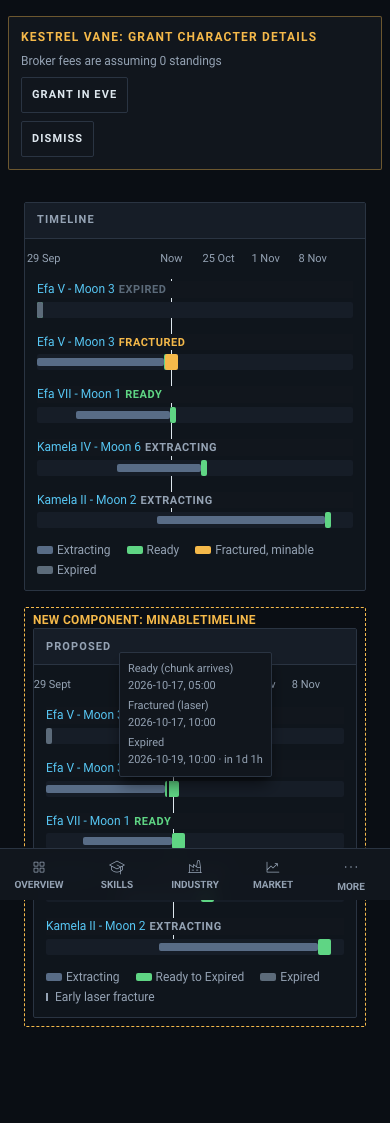 KESTREL VANE: GRANT CHARACTER DETAILS
Broker fees are assuming 0 standings
GRANT IN EVE
DISMISS
TIMELINE
29 Sep Now 25 Oct 1 Nov 8 Nov
Efa V - Moon 3 EXPIRED
Efa V - Moon 3 FRACTURED
Efa VII - Moon 1 READY
Kamela IV - Moon 6 EXTRACTING
Kamela II - Moon 2 EXTRACTING
Extracting Ready Fractured, minable
Expired
NEW COMPONENT: MINABLETIMELINE
PROPOSED
Ready (chunk arrives)
2026-10-17, 05:00
Fractured (laser)
2026-10-17, 10:00
Expired
2026-10-19, 10:00 · in 1d 1h
29 Sept 8 Nov
Efa V - Moon
Efa V - Moon
Efa VII - Moon 1 READY
OVERVIEW SKILLS INDUSTRY MARKET MORE
Kamela II - Moon 2 EXTRACTING
Extracting Ready to Expired Expired
Early laser fracture